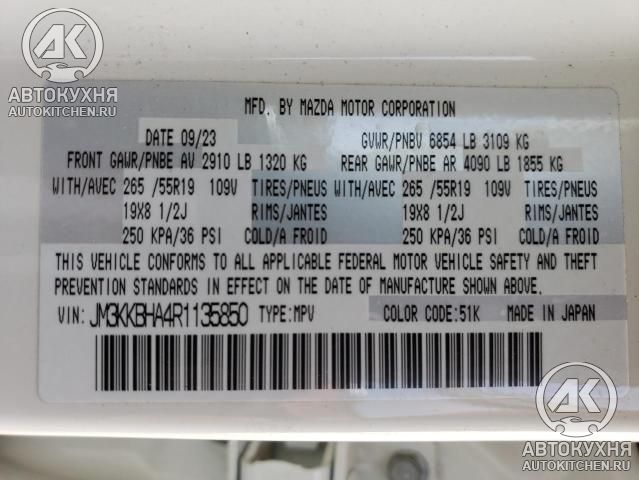 AK
АВТОКУХНЯ
AUTOKITCHEN.RU
MFD. BY MAZDA MOTOR CORPORATION
DATE 09/23 GVWR/PNBV 6854 LB 3109 KG
FRONT GAWR/PNBE AV 2910 LB 1320 KG REAR GAWR/PNBE AR 4090 LB 1855 KG
WITH/AVEC 265 /55R19 109V TIRES/PNEUS WITH/AVEC 265 /55R19 109V TIRES/PNEUS
19X8 1/2J RIMS/JANTES 19X8 1/2J RIMS/JANTES
250 KPA/36 PSI COLD/A FROID 250 KPA/36 PSI COLD/A FROID
THIS VEHICLE CONFORMS TO ALL APPLICABLE FEDERAL MOTOR VEHICLE SAFETY AND THEFT
PREVENTION STANDARDS IN EFFECT ON THE DATE OF MANUFACTURE SHOWN ABOVE.
VIN: JM3KKBHA4R1135850 TYPE:MPV COLOR CODE:51K MADE IN JAPAN
AK
АВТОКУХНЯ
AUTOKITCHEN.RU